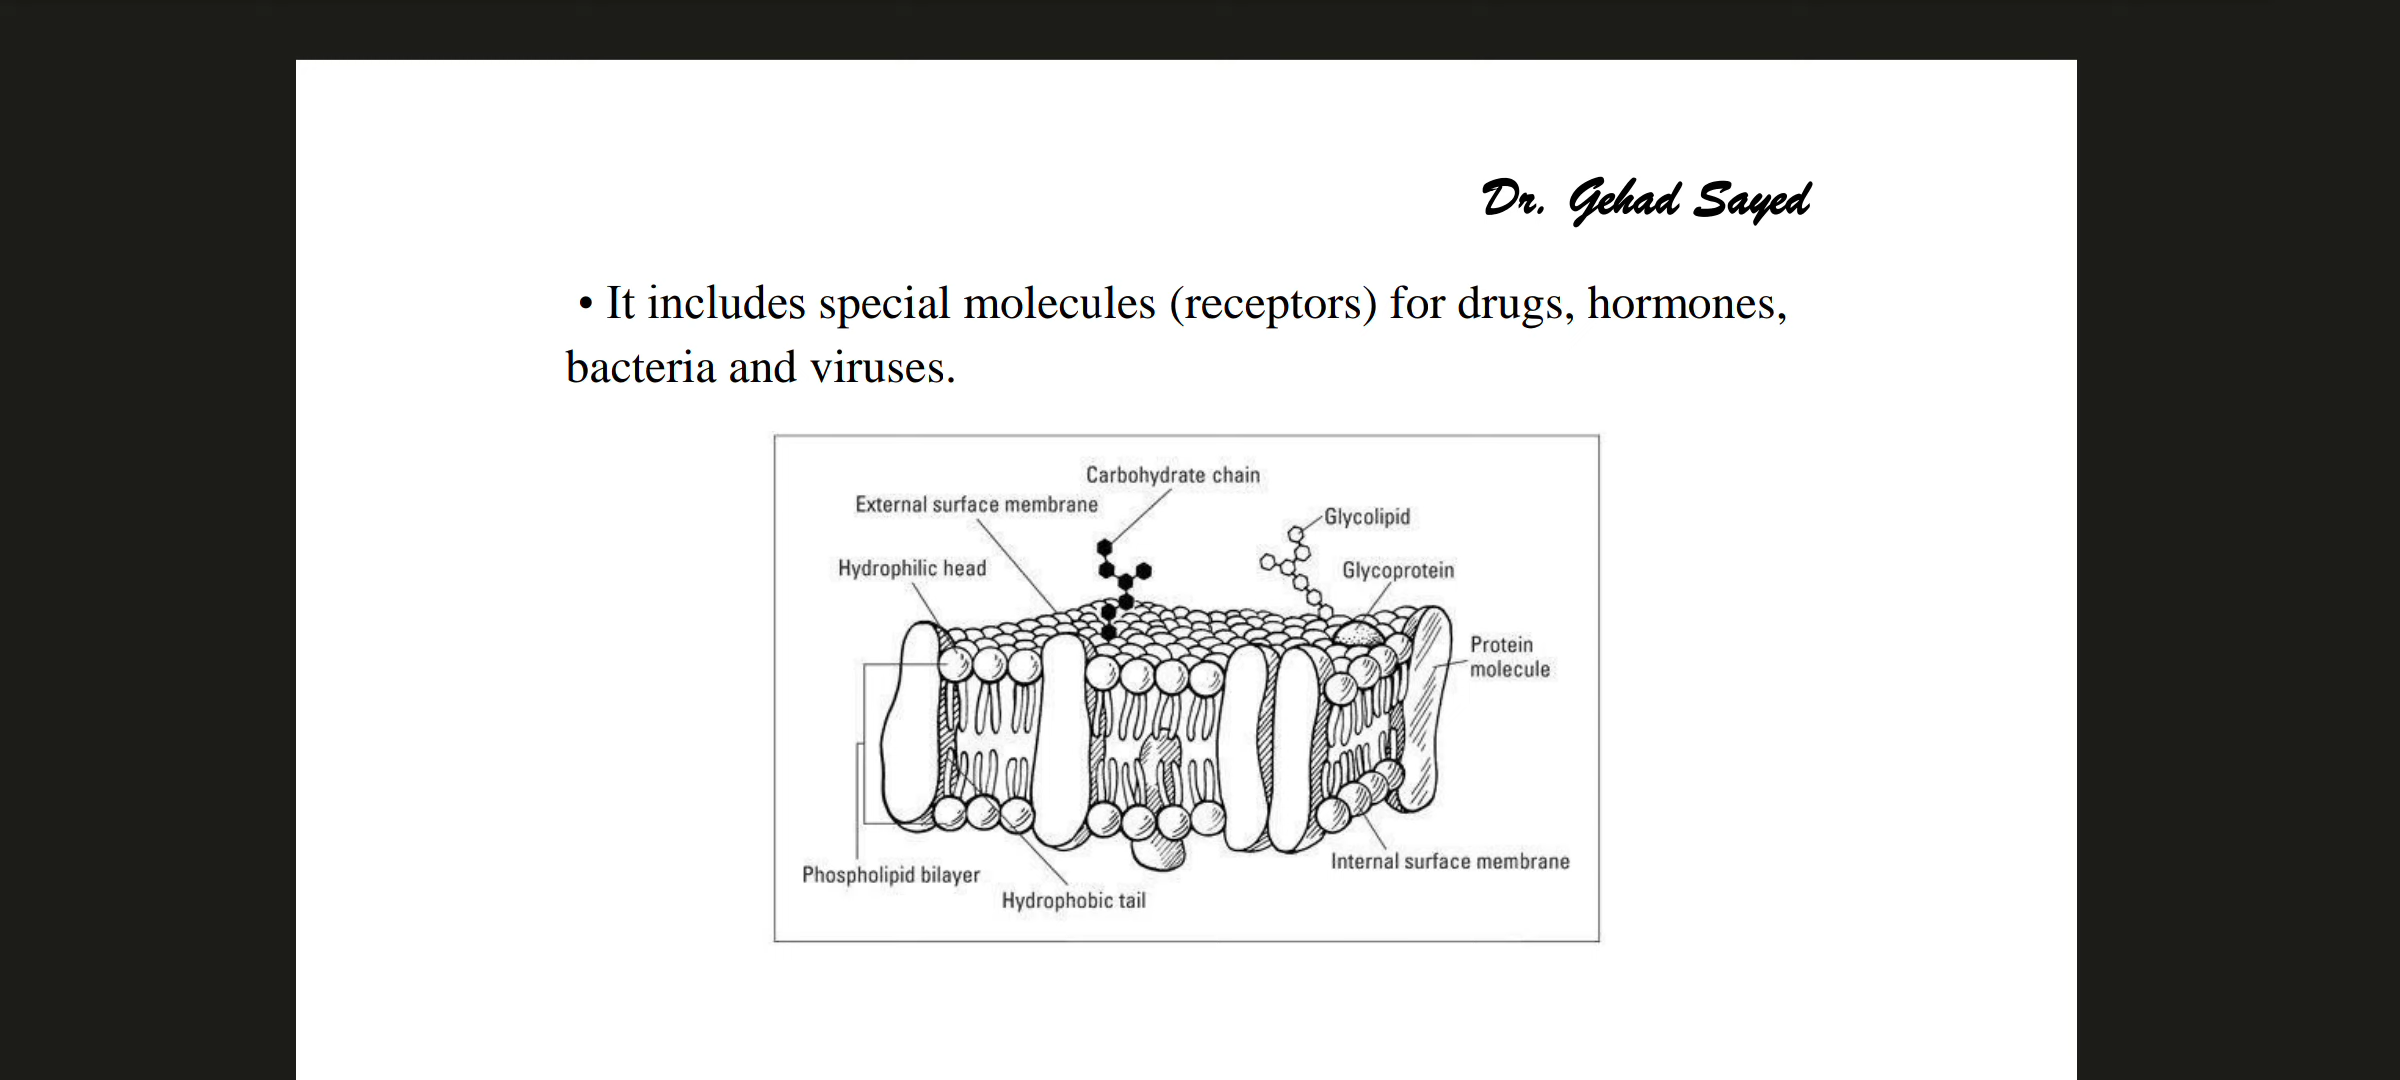 Dr. Gehad Sayed
• It includes special molecules (receptors) for drugs, hormones,
bacteria and viruses.
Carbohydrate chain
External surface membrane
Glycolipid
Hydrophilic head
Glycoprotein
Protein
molecule
Internal surface membrane
Phospholipid bilayer
Hydrophobic tail